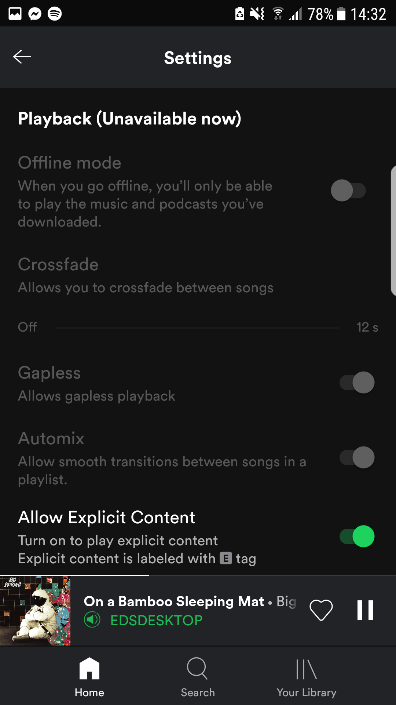 78% 14:32
Settings
Playback (Unavailable now)
Offline mode
When you go offline, you'll only be able
to play the music and podcasts you've
downloaded.
Crossfade
Allows you to crossfade between songs
Off 12 s
Gapless
Allows gapless playback
Automix
Allow smooth transitions between songs in a
playlist.
Allow Explicit Content
Turn on to play explicit content
Explicit content is labeled with E tag
On a Bamboo Sleeping Mat • Big
EDSDESKTOP
Home Search Your Library